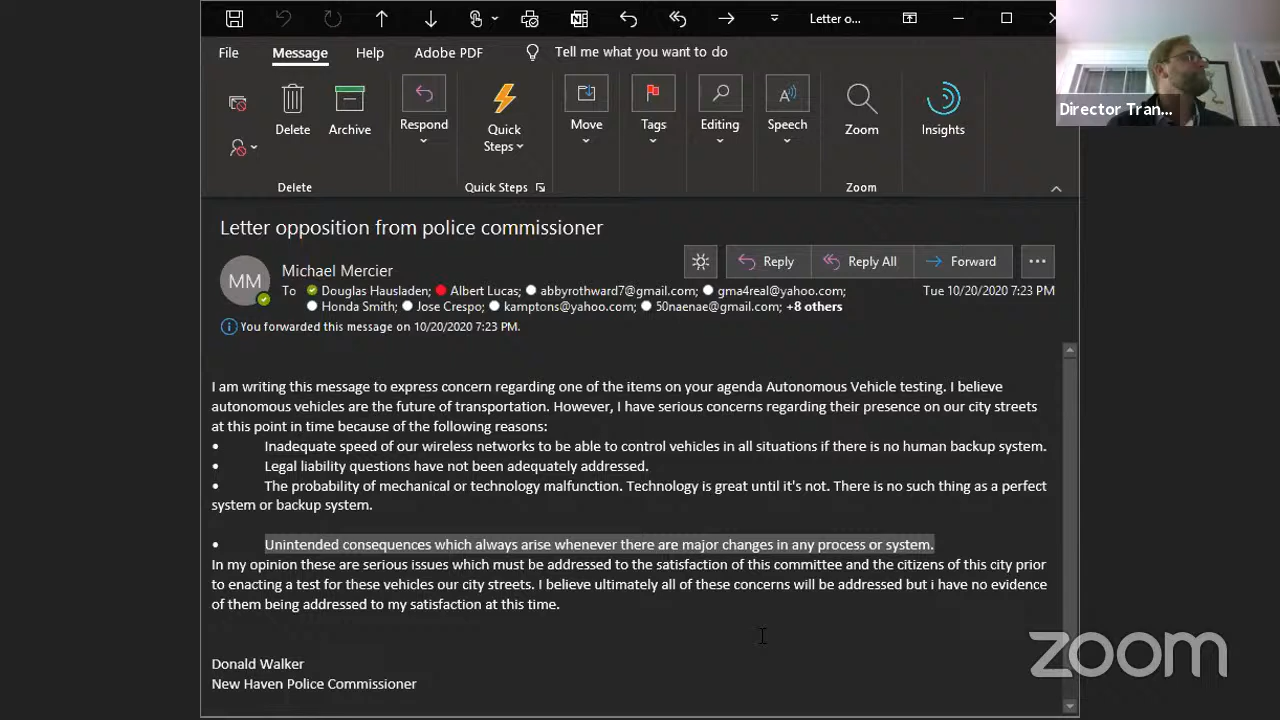 Letter o...
File Message Help Adobe PDF Tell me what you want to do
Director Tran...
Delete Archive Respond Quick Steps Move Tags Editing Speech Zoom Insights
Delete Quick Steps Zoom
Letter opposition from police commissioner
MM
Michael Mercier
Reply Reply All Forward
To Douglas Hausladen; Albert Lucas; abbyrothward7@gmail.com; gma4real@yahoo.com;
Tue 10/20/2020 7:23 PM
Honda Smith; Jose Crespo; kamptons@yahoo.com; 50naenae@gmail.com; +8 others
You forwarded this message on 10/20/2020 7:23 PM.
I am writing this message to express concern regarding one of the items on your agenda Autonomous Vehicle testing. I believe
autonomous vehicles are the future of transportation. However, I have serious concerns regarding their presence on our city streets
at this point in time because of the following reasons:
• Inadequate speed of our wireless networks to be able to control vehicles in all situations if there is no human backup system.
• Legal liability questions have not been adequately addressed.
• The probability of mechanical or technology malfunction. Technology is great until it's not. There is no such thing as a perfect
system or backup system.
• Unintended consequences which always arise whenever there are major changes in any process or system.
In my opinion these are serious issues which must be addressed to the satisfaction of this committee and the citizens of this city prior
to enacting a test for these vehicles our city streets. I believe ultimately all of these concerns will be addressed but i have no evidence
of them being addressed to my satisfaction at this time.
Donald Walker
New Haven Police Commissioner
zoom